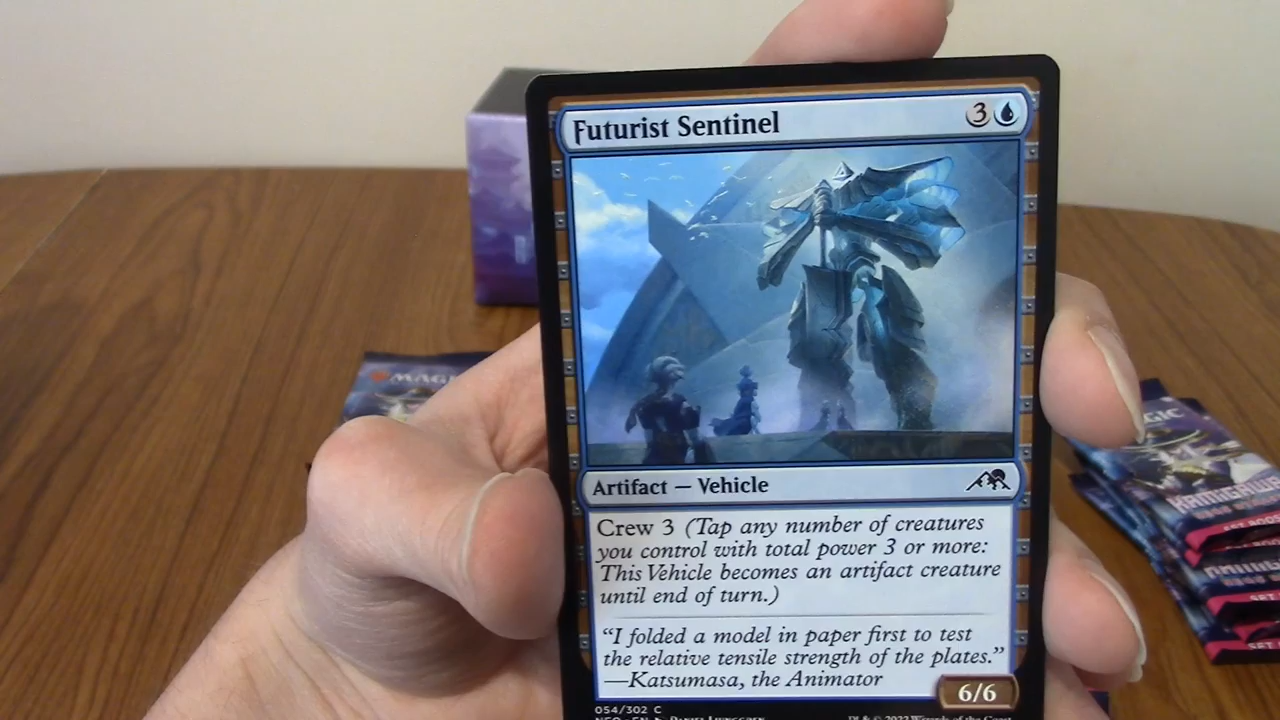 Futurist Sentinel 3
Artifact — Vehicle
Crew 3 (Tap any number of creatures
you control with total power 3 or more:
This Vehicle becomes an artifact creature
until end of turn.)
“I folded a model in paper first to test
the relative tensile strength of the plates.”
—Katsumasa, the Animator
6/6
054/302 C
MAGIC